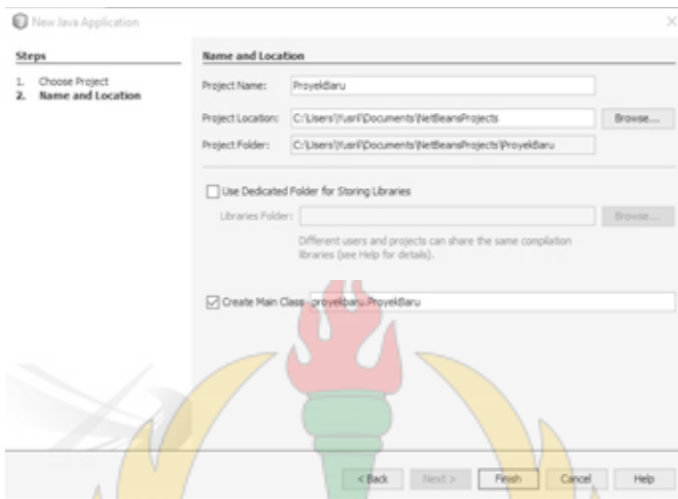 New Java Application
Steps
1. Choose Project
2. Name and Location
Name and Location
Project Name: ProyekBaru
Project Location: C:\Users\Yusril\Documents\NetBeansProjects Browse...
Project Folder: C:\Users\Yusril\Documents\NetBeansProjects\ProyekBaru
Use Dedicated Folder for Storing Libraries
Libraries Folder: Browse...
Different users and projects can share the same compilation
libraries (see Help for details).
Create Main Class proyekbaru.ProyekBaru
< Back Next > Finish Cancel Help